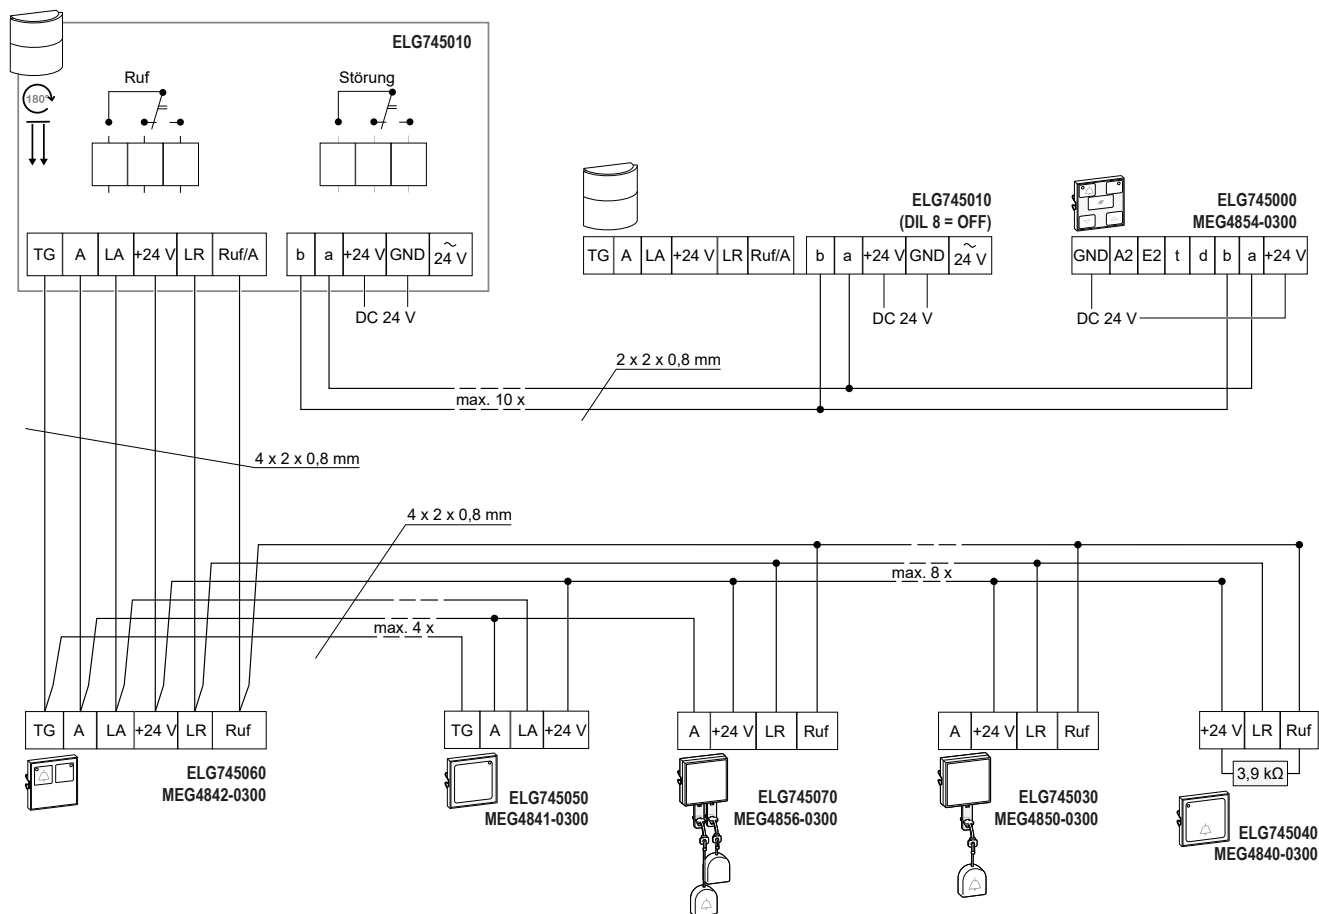 ELG745010
Ruf
Störung
180°
TG A LA +24 V LR Ruf/A
b a +24 V GND ~ 24 V
DC 24 V
ELG745010
(DIL 8 = OFF)
TG A LA +24 V LR Ruf/A
b a +24 V GND ~ 24 V
DC 24 V
ELG745000
MEG4854-0300
GND A2 E2 t d b a +24 V
DC 24 V
2 x 2 x 0,8 mm
max. 10 x
4 x 2 x 0,8 mm
4 x 2 x 0,8 mm
max. 8 x
max. 4 x
TG A LA +24 V LR Ruf
ELG745060
MEG4842-0300
TG A LA +24 V
ELG745050
MEG4841-0300
A +24 V LR Ruf
ELG745070
MEG4856-0300
A +24 V LR Ruf
ELG745030
MEG4850-0300
+24 V LR Ruf
3,9 kΩ
ELG745040
MEG4840-0300